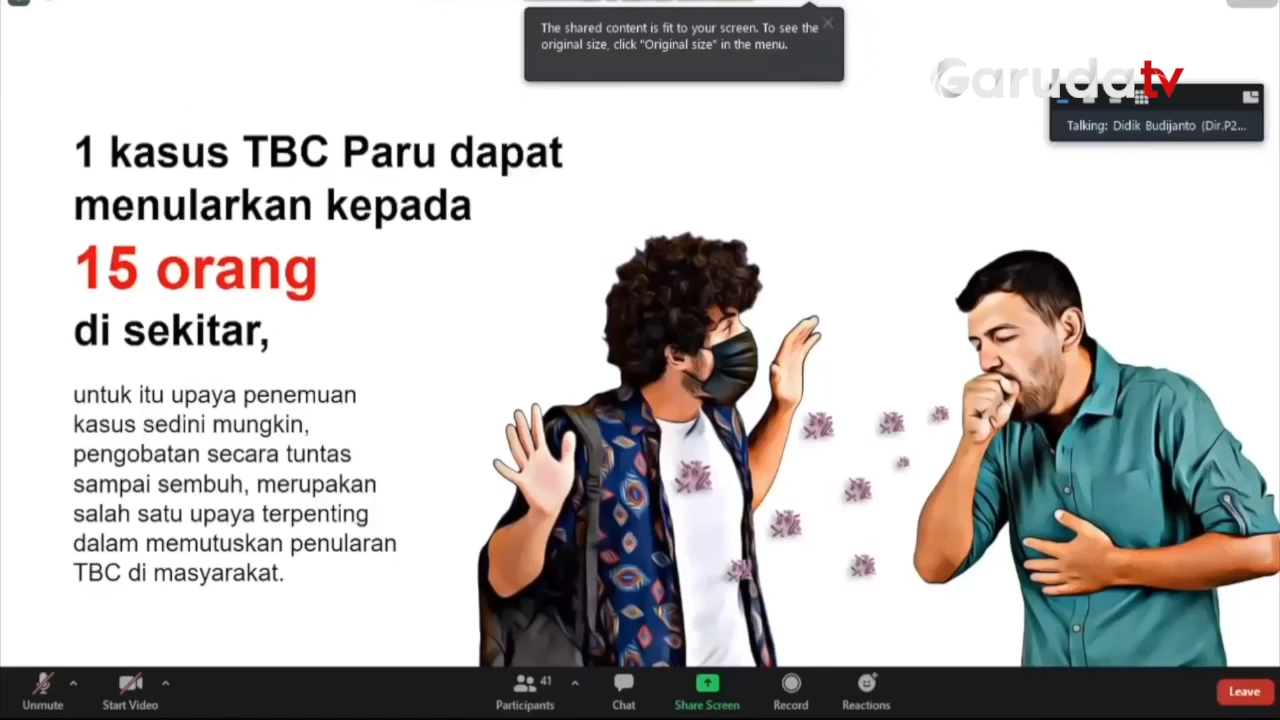 The shared content is fit to your screen. To see the
original size, click "Original size" in the menu.
Garudatv
Talking: Didik Budijanto (Dir.P2...
1 kasus TBC Paru dapat
menularkan kepada
15 orang
di sekitar,
untuk itu upaya penemuan
kasus sedini mungkin,
pengobatan secara tuntas
sampai sembuh, merupakan
salah satu upaya terpenting
dalam memutuskan penularan
TBC di masyarakat.
Unmute
Start Video
41
Participants
Chat
Share Screen
Record
Reactions
Leave